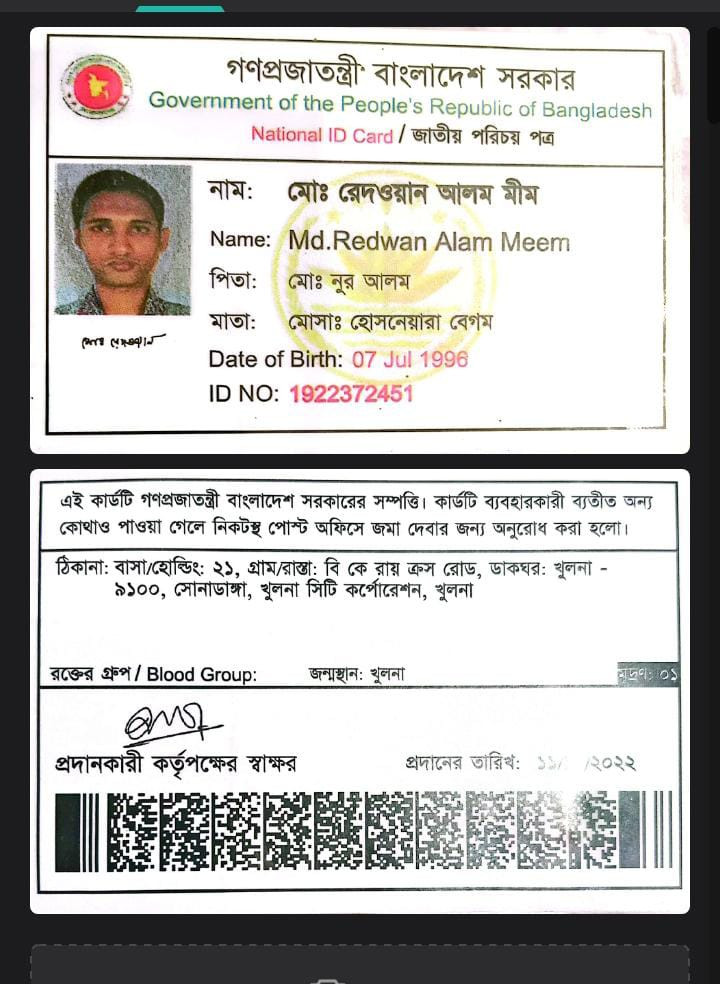 গণপ্রজাতন্ত্রী বাংলাদেশ সরকার
Government of the People's Republic of Bangladesh
National ID Card / জাতীয় পরিচয় পত্র
নাম: মোঃ রেদওয়ান আলম মীম
Name: Md.Redwan Alam Meem
পিতা: মোঃ নুর আলম
মাতা: মোসাঃ হোসনেয়ারা বেগম
Date of Birth: 07 Jul 1996
ID NO: 1922372451
এই কার্ডটি গণপ্রজাতন্ত্রী বাংলাদেশ সরকারের সম্পত্তি। কার্ডটি ব্যবহারকারী ব্যতীত অন্য
কোথাও পাওয়া গেলে নিকটস্থ পোস্ট অফিসে জমা দেবার জন্য অনুরোধ করা হলো।
ঠিকানা: বাসা/হোল্ডিং: ২১, গ্রাম/রাস্তা: বি কে রায় ক্রস রোড, ডাকঘর: খুলনা -
৯১০০, সোনাডাঙ্গা, খুলনা সিটি কর্পোরেশন, খুলনা
রক্তের গ্রুপ / Blood Group: জন্মস্থান: খুলনা মুদ্রণ: ০১
প্রদানকারী কর্তৃপক্ষের স্বাক্ষর প্রদানের তারিখ: ১১/ /২০২২